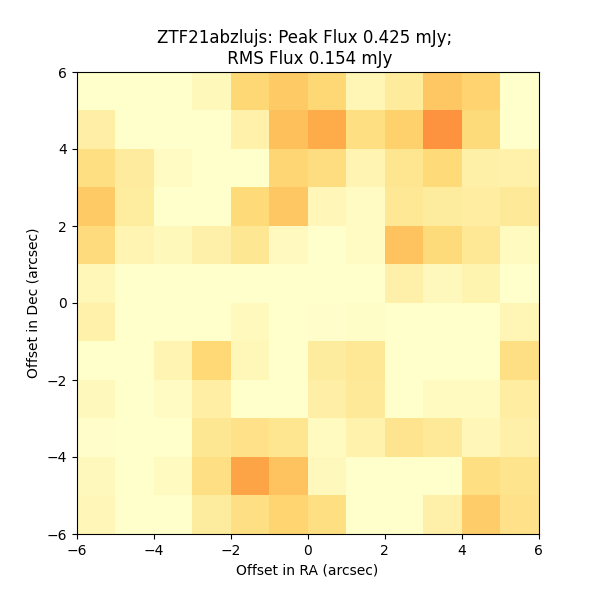 ZTF21abzlujs: Peak Flux 0.425 mJy;
RMS Flux 0.154 mJy
6
4
2
0
−2
−4
−6
Offset in Dec (arcsec)
−6 −4 −2 0 2 4 6
Offset in RA (arcsec)